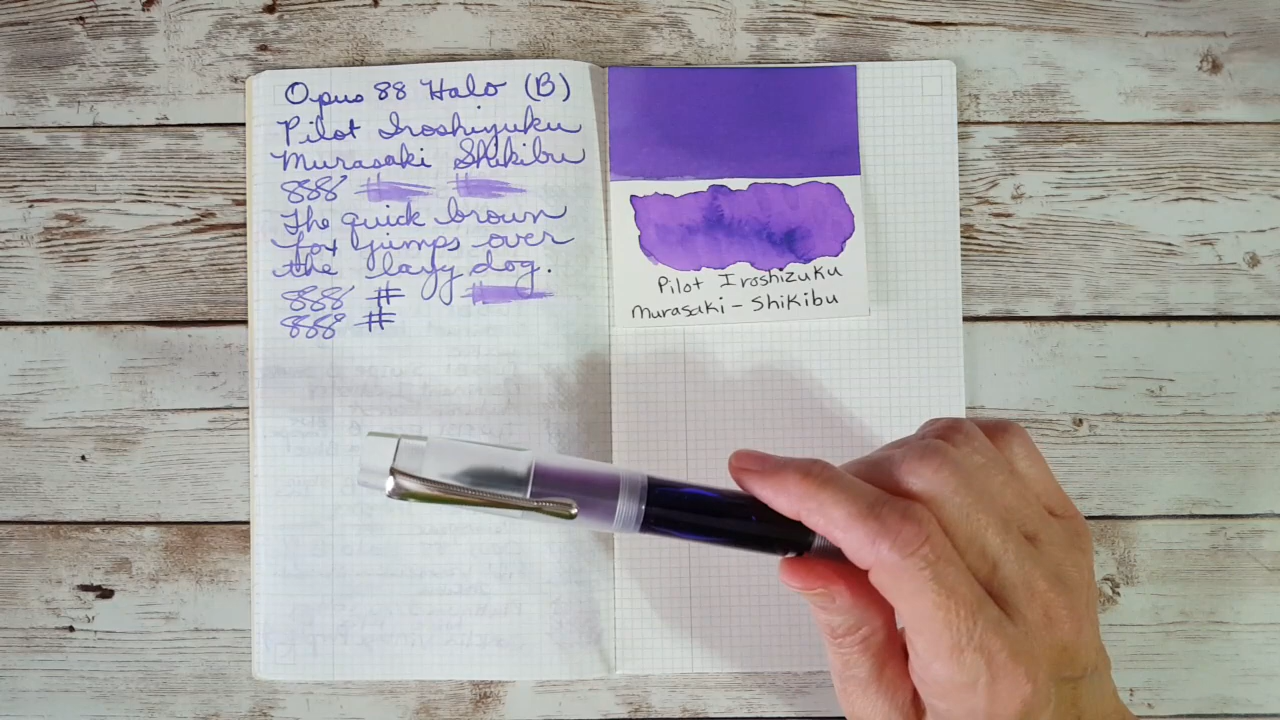 Opus 88 Halo (B)
Pilot Iroshizuku
Murasaki Shikibu
888 #
The quick brown
fox jumps over
the lazy dog.
888 #
888 #
Pilot Iroshizuku
Murasaki-Shikibu